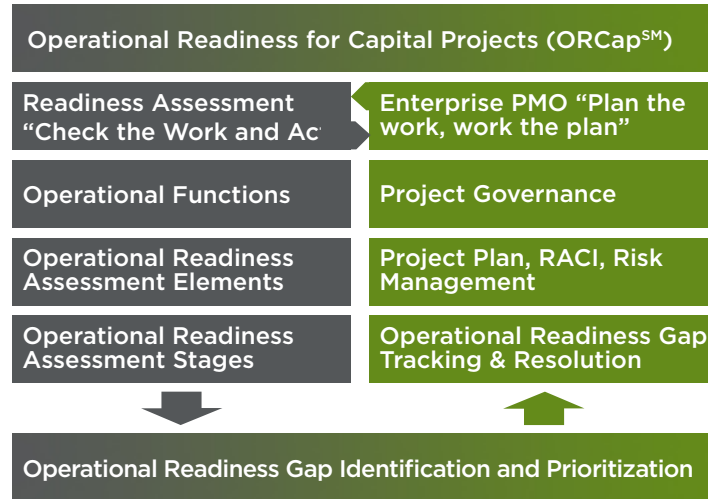 Operational Readiness for Capital Projects (ORCap℠)
Readiness Assessment
“Check the Work and Ac
Enterprise PMO “Plan the
work, work the plan”
Operational Functions
Project Governance
Operational Readiness
Assessment Elements
Project Plan, RACI, Risk
Management
Operational Readiness
Assessment Stages
Operational Readiness Gap
Tracking & Resolution
Operational Readiness Gap Identification and Prioritization